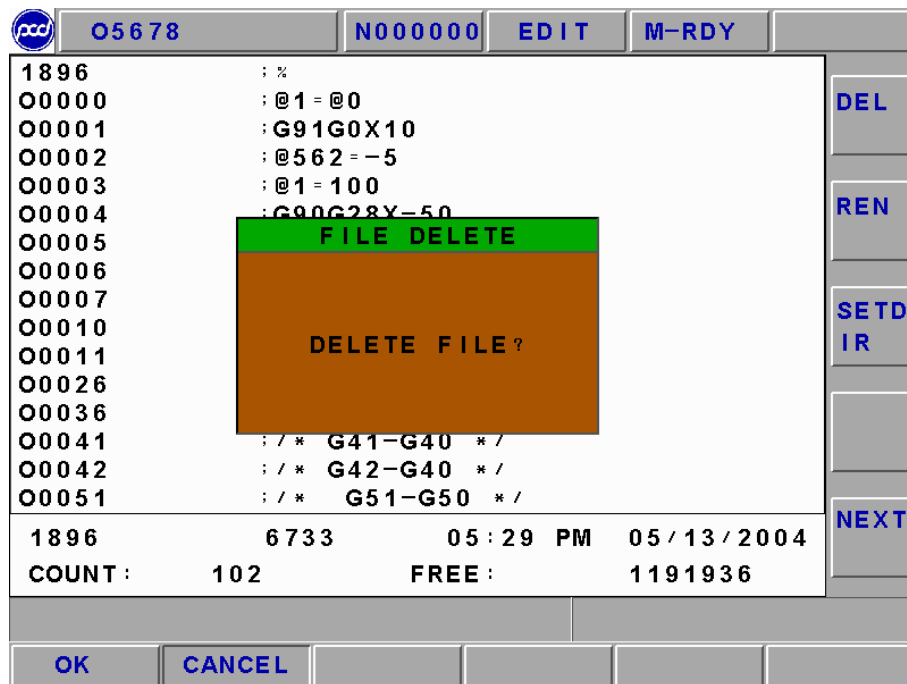 pcd O5678 N000000 EDIT M-RDY
1896 ;%
O0000 ;@1=@0
DEL
O0001 ;G91G0X10
O0002 ;@562=-5
O0003 ;@1=100
O0004 ;G90G28X-50
REN
O0005
FILE DELETE
O0006
O0007
SETD
IR
O0010
O0011
DELETE FILE?
O0026
O0036
O0041 ;/* G41-G40 */
O0042 ;/* G42-G40 */
O0051 ;/* G51-G50 */
NEXT
1896 6733 05:29 PM 05/13/2004
COUNT: 102 FREE: 1191936
OK CANCEL